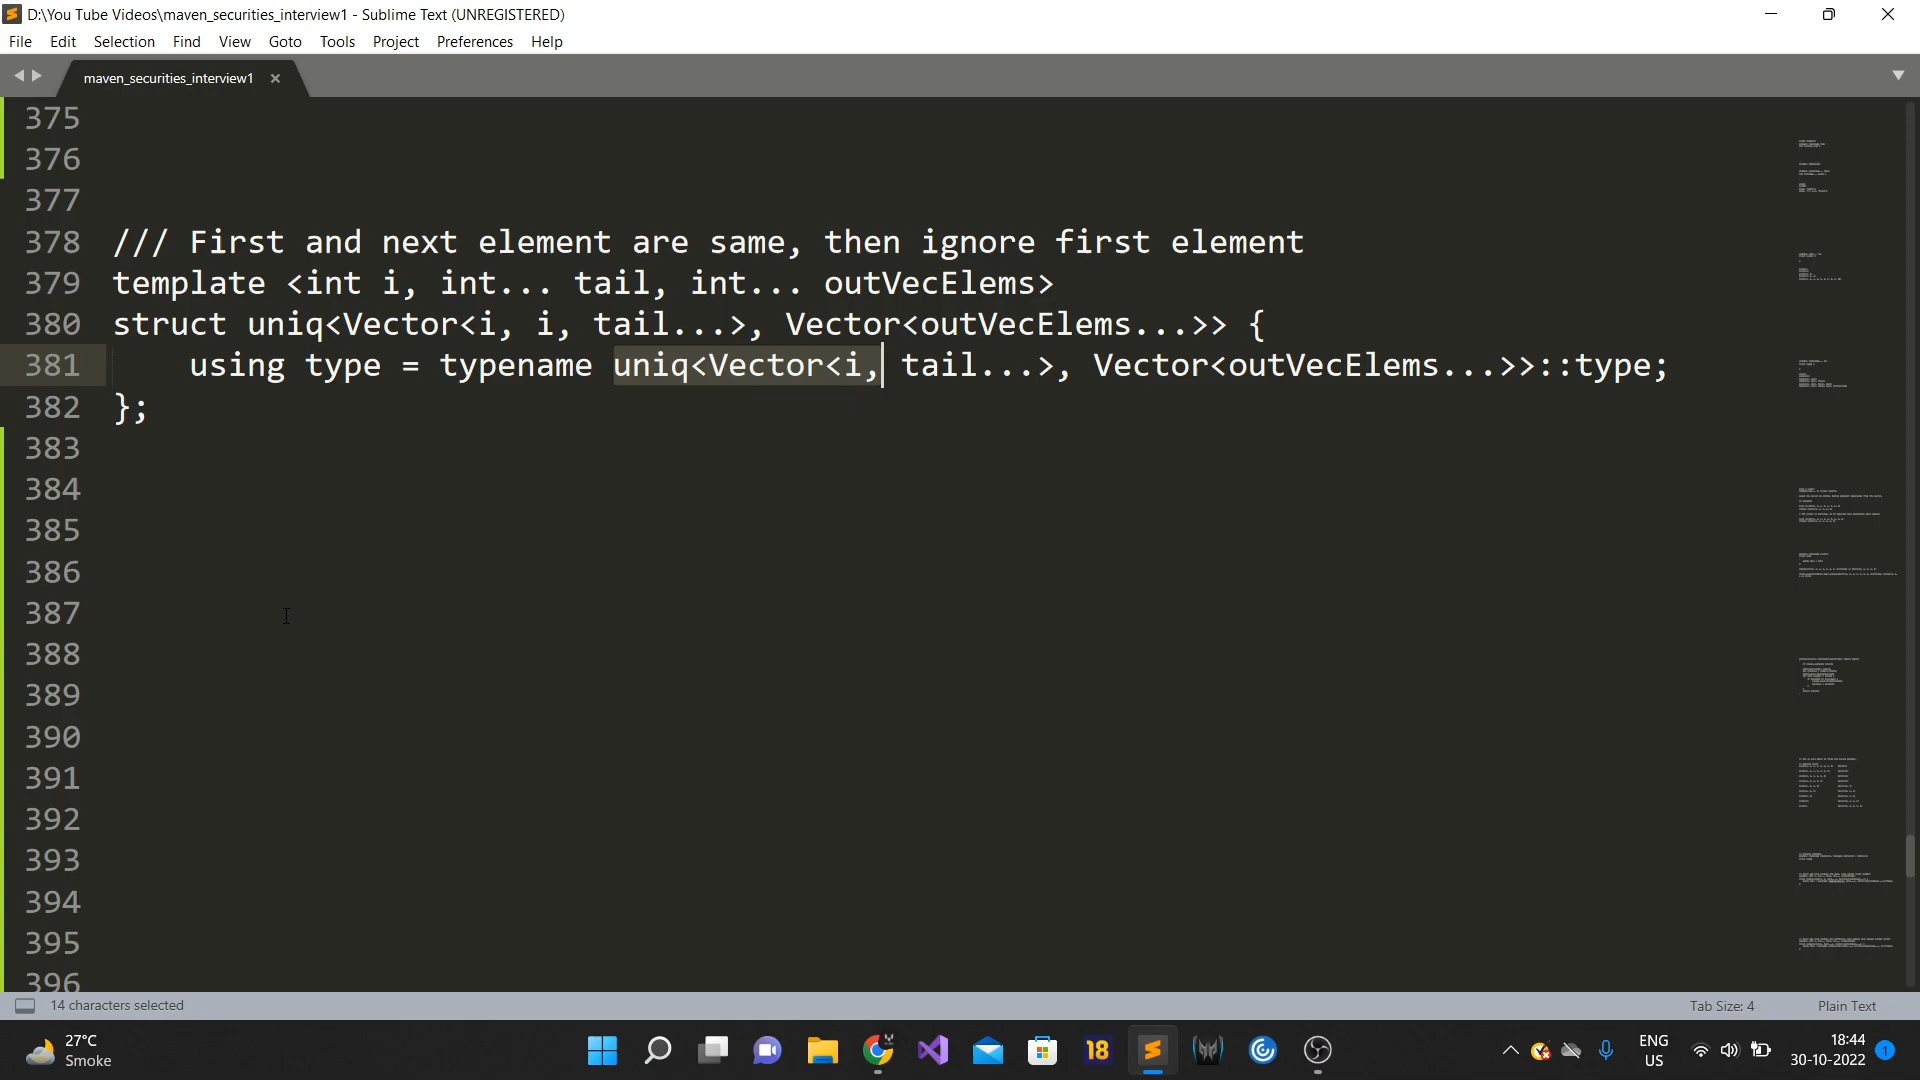 D:\You Tube Videos\maven_securities_interview1 - Sublime Text (UNREGISTERED)
File Edit Selection Find View Goto Tools Project Preferences Help
maven_securities_interview1
375
376
377
378 /// First and next element are same, then ignore first element
379 template <int i, int... tail, int... outVecElems>
380 struct uniq<Vector<i, i, tail...>, Vector<outVecElems...>> {
381 using type = typename uniq<Vector<i, tail...>, Vector<outVecElems...>>::type;
382 };
383
384
385
386
387
388
389
390
391
392
393
394
395
396
14 characters selected Tab Size: 4 Plain Text
27°C
Smoke
18
ENG
US
18:44
30-10-2022
1